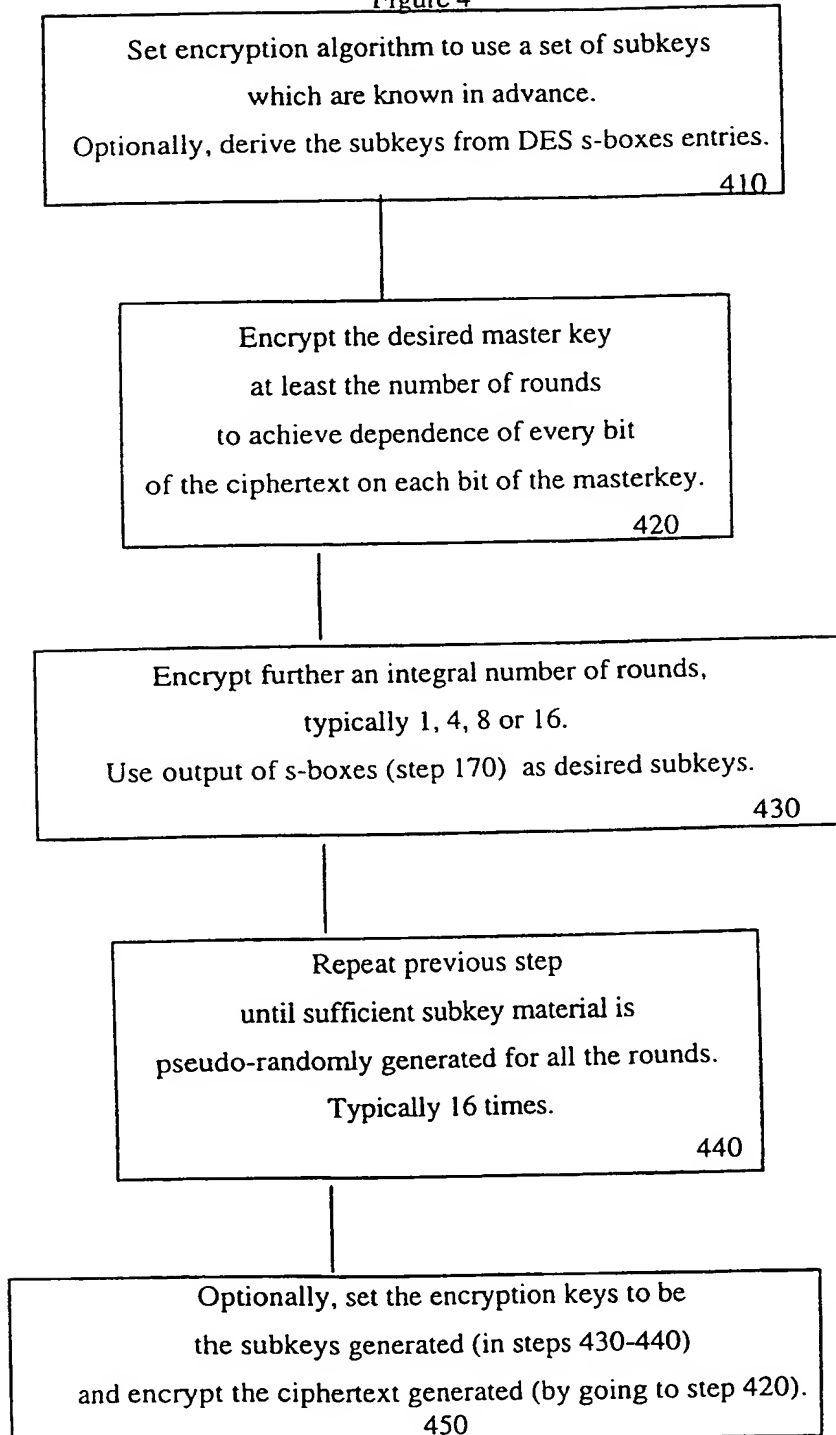 Figure 4
Set encryption algorithm to use a set of subkeys
which are known in advance.
Optionally, derive the subkeys from DES s-boxes entries.
410
Encrypt the desired master key
at least the number of rounds
to achieve dependence of every bit
of the ciphertext on each bit of the masterkey.
420
Encrypt further an integral number of rounds,
typically 1, 4, 8 or 16.
Use output of s-boxes (step 170) as desired subkeys.
430
Repeat previous step
until sufficient subkey material is
pseudo-randomly generated for all the rounds.
Typically 16 times.
440
Optionally, set the encryption keys to be
the subkeys generated (in steps 430-440)
and encrypt the ciphertext generated (by going to step 420).
450